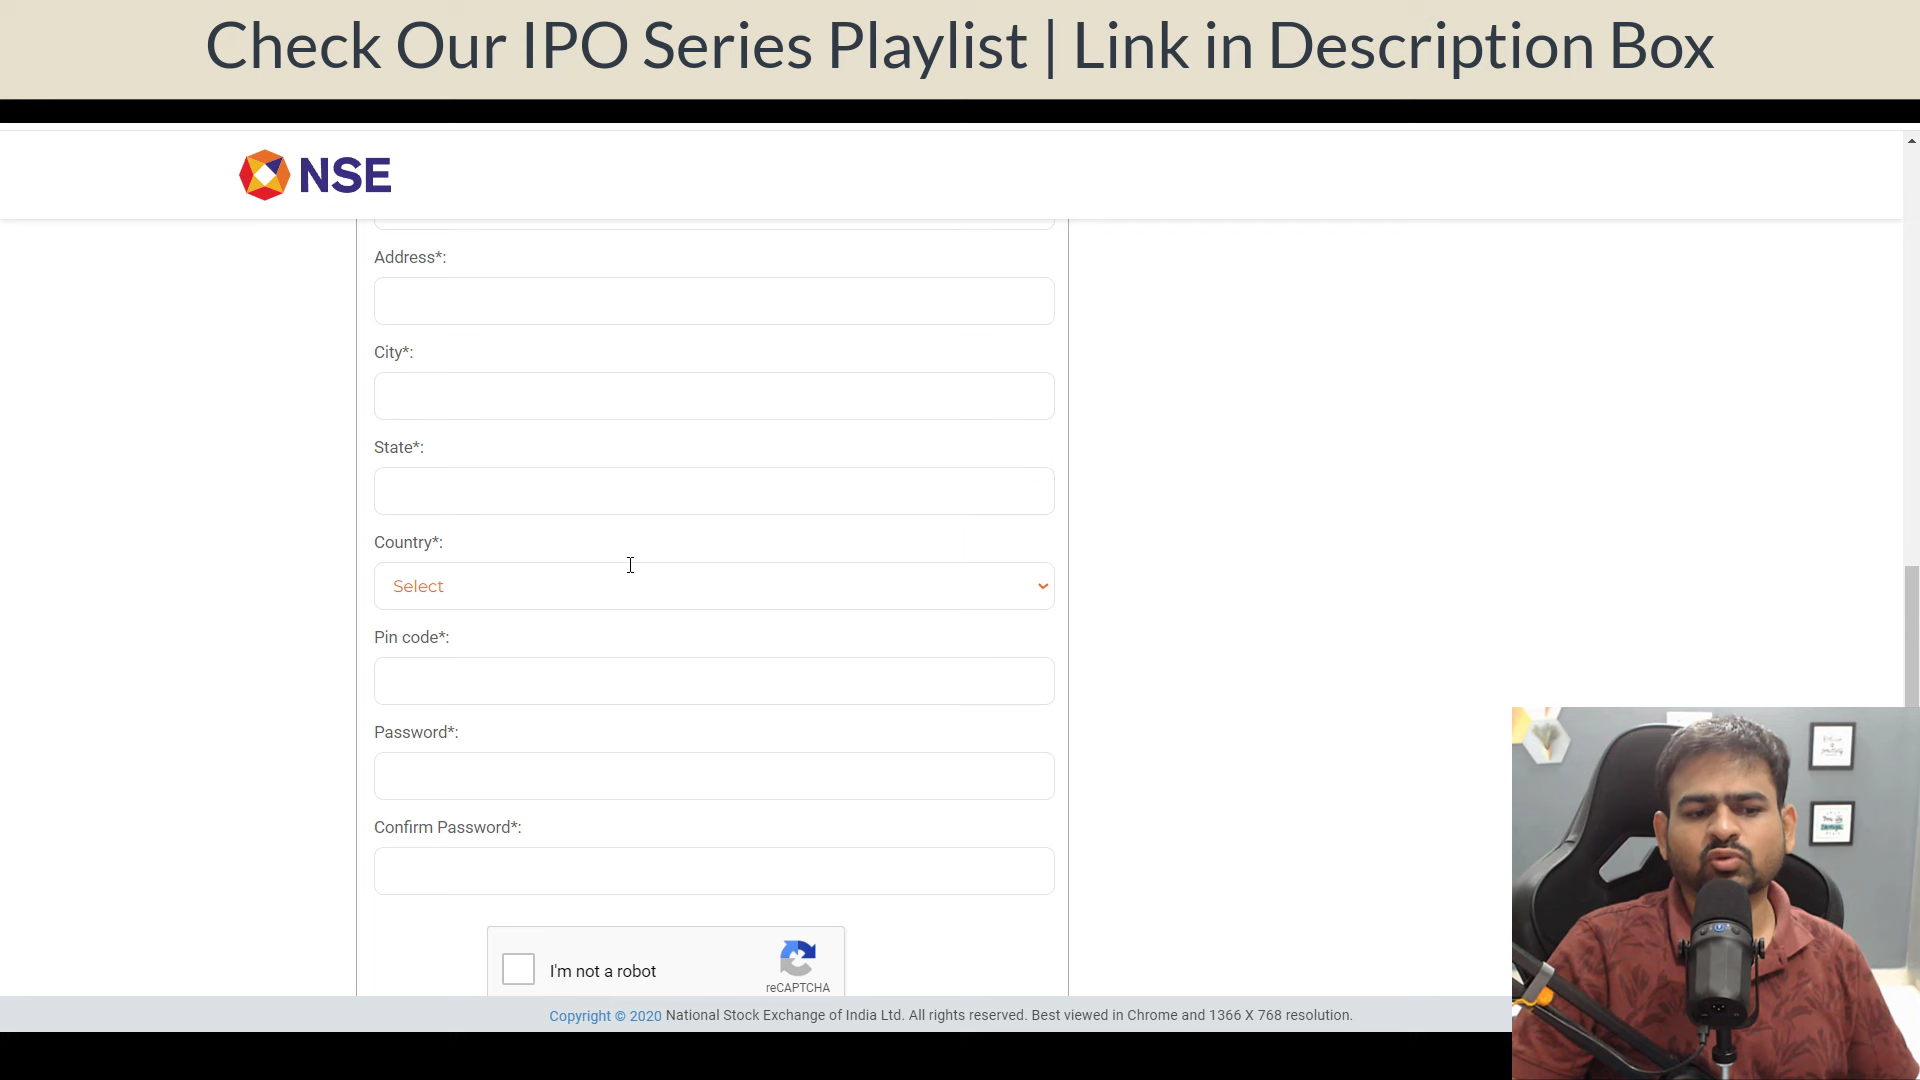 Check Our IPO Series Playlist | Link in Description Box
NSE
Address*:
City*:
State*:
Country*:
Select
Pin code*:
Password*:
Confirm Password*:
I'm not a robot
reCAPTCHA
Copyright © 2020 National Stock Exchange of India Ltd. All rights reserved. Best viewed in Chrome and 1366 X 768 resolution.